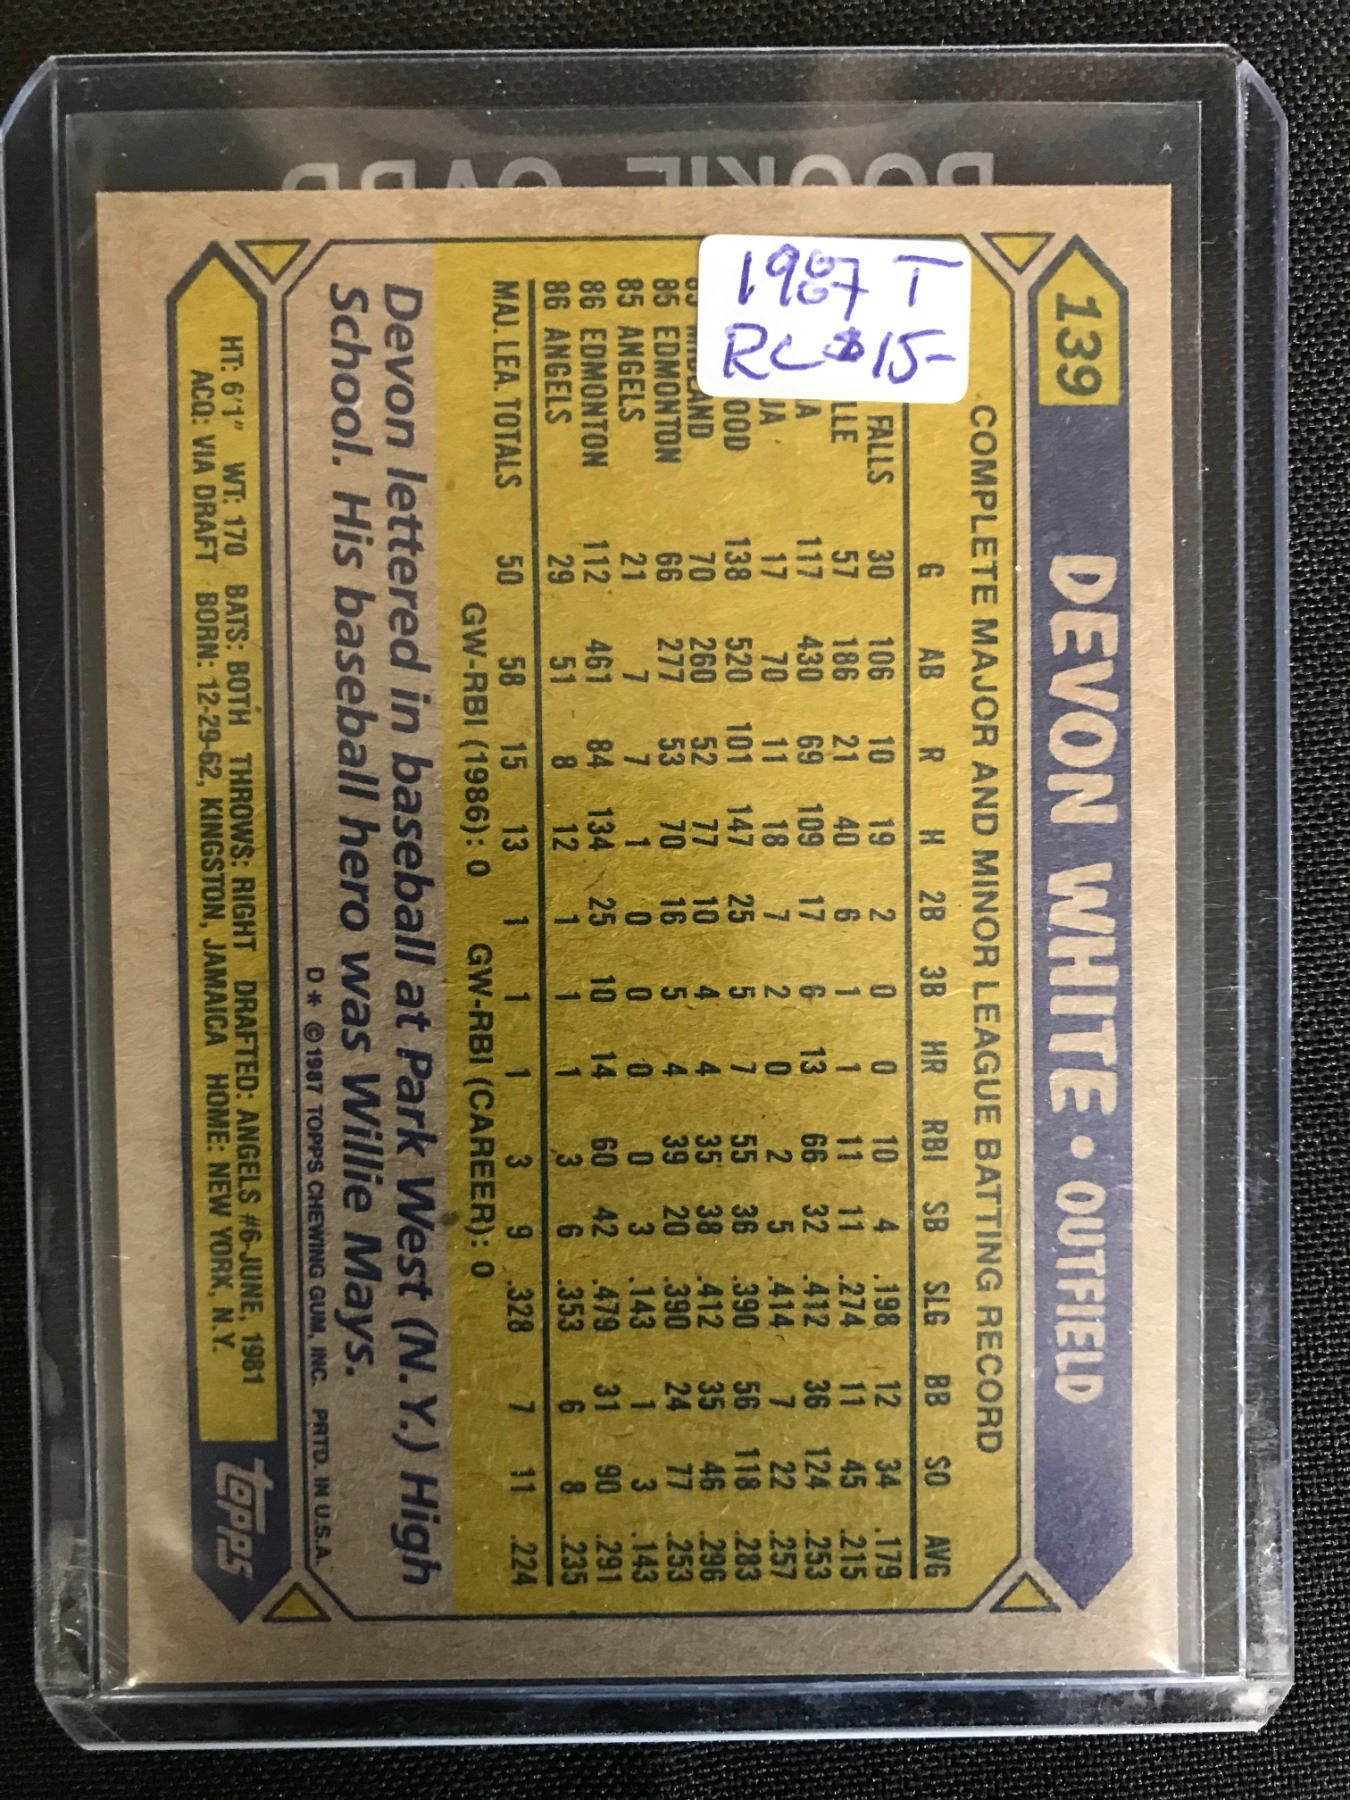 ROOKIE CARD
1987 T
RC $15-
139 DEVON WHITE • OUTFIELD
COMPLETE MAJOR AND MINOR LEAGUE BATTING RECORD
G AB R H 2B 3B HR RBI SB SLG BB SO AVG
FALLS 30 106 10 19 2 0 0 10 4 .198 12 34 .179
LLE 57 186 21 40 6 1 1 11 11 .274 11 45 .215
A 117 430 69 109 17 6 13 66 32 .412 36 124 .253
JA 17 70 11 18 7 2 0 2 5 .414 7 22 .257
OOD 138 520 101 147 25 5 7 55 36 .390 56 118 .283
LAND 70 260 52 77 10 4 4 35 38 .412 35 46 .296
85 EDMONTON 66 277 53 70 16 5 4 39 20 .390 24 77 .253
85 ANGELS 21 7 7 1 0 0 0 0 3 .143 1 3 .143
86 EDMONTON 112 461 84 134 25 10 14 60 42 .479 31 90 .291
86 ANGELS 29 51 8 12 1 1 1 3 6 .353 6 8 .235
MAJ. LEA. TOTALS 50 58 15 13 1 1 1 3 9 .328 7 11 .224
GW-RBI (1986): 0 GW-RBI (CAREER): 0
Devon lettered in baseball at Park West (N.Y.) High
School. His baseball hero was Willie Mays.
D * © 1987 TOPPS CHEWING GUM, INC. PRTD. IN U.S.A.
HT: 6'1" WT: 170 BATS: BOTH THROWS: RIGHT DRAFTED: ANGELS #6-JUNE, 1981
ACQ: VIA DRAFT BORN: 12-29-62, KINGSTON, JAMAICA HOME: NEW YORK, N.Y.
topps